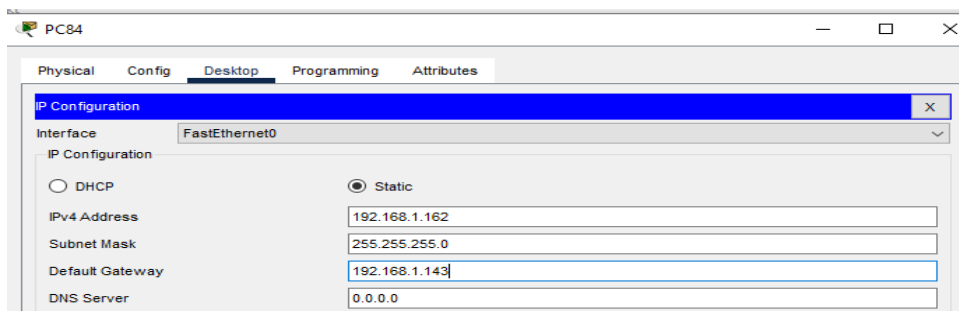 PC84
Physical Config Desktop Programming Attributes
IP Configuration X
Interface FastEthernet0
IP Configuration
DHCP Static
IPv4 Address 192.168.1.162
Subnet Mask 255.255.255.0
Default Gateway 192.168.1.143
DNS Server 0.0.0.0